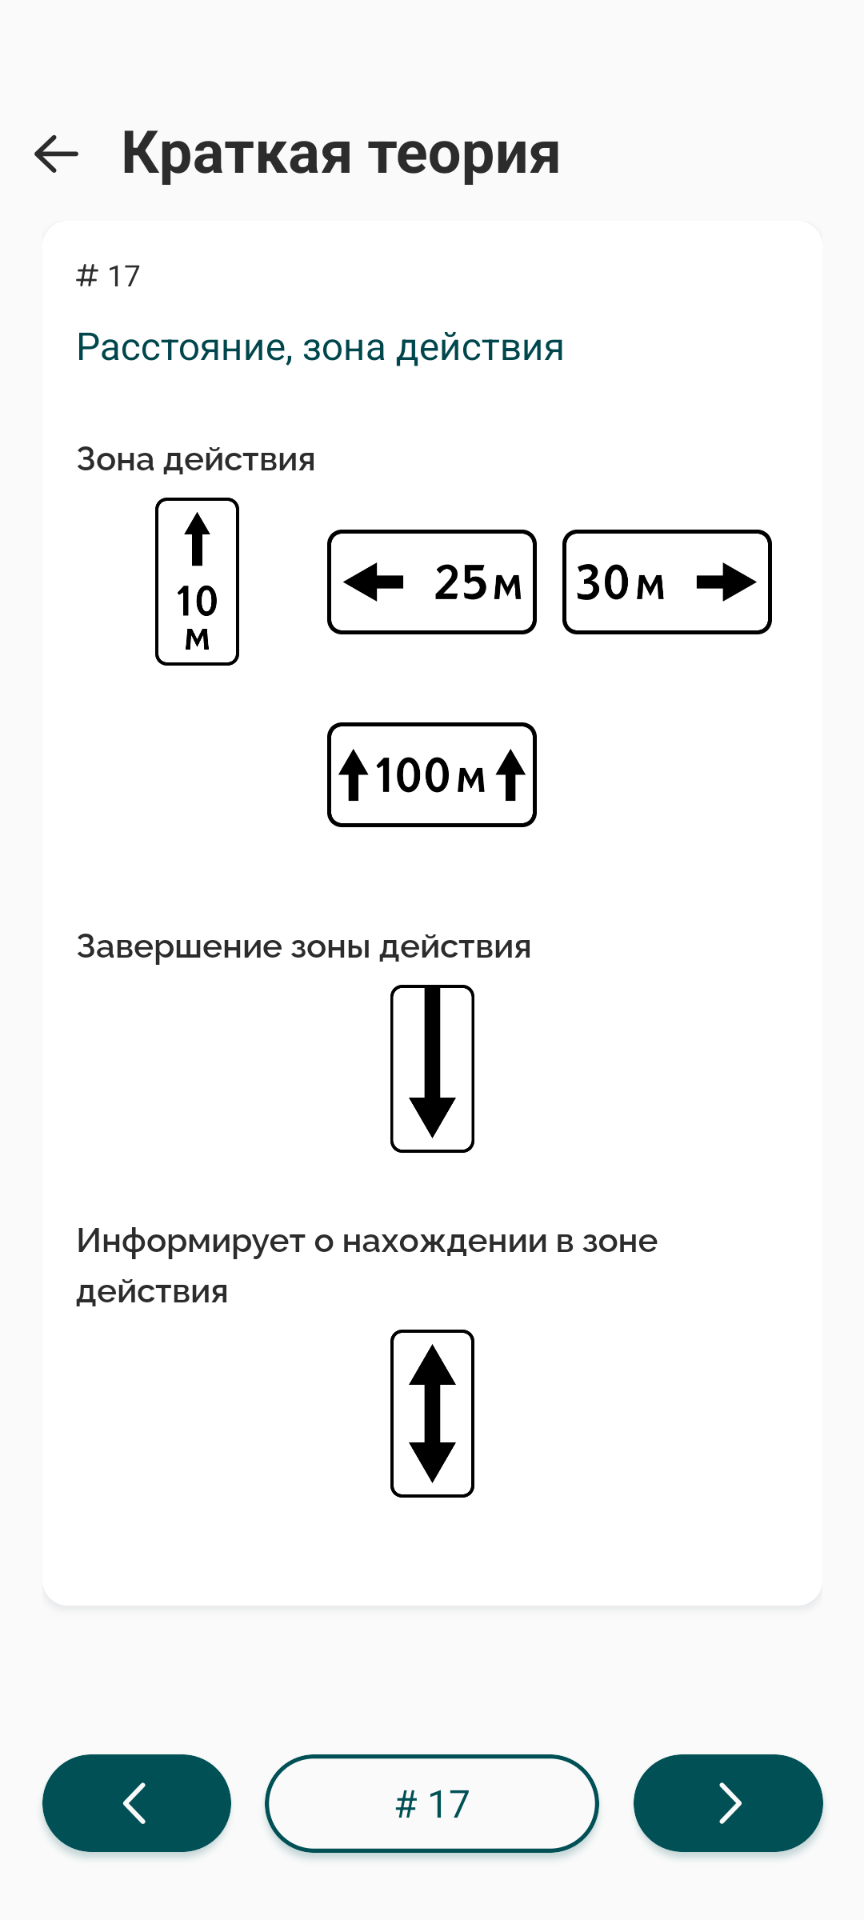 Краткая теория
# 17
Расстояние, зона действия
Зона действия
10
м
25м
30м
100м
Завершение зоны действия
Информирует о нахождении в зоне
действия
# 17